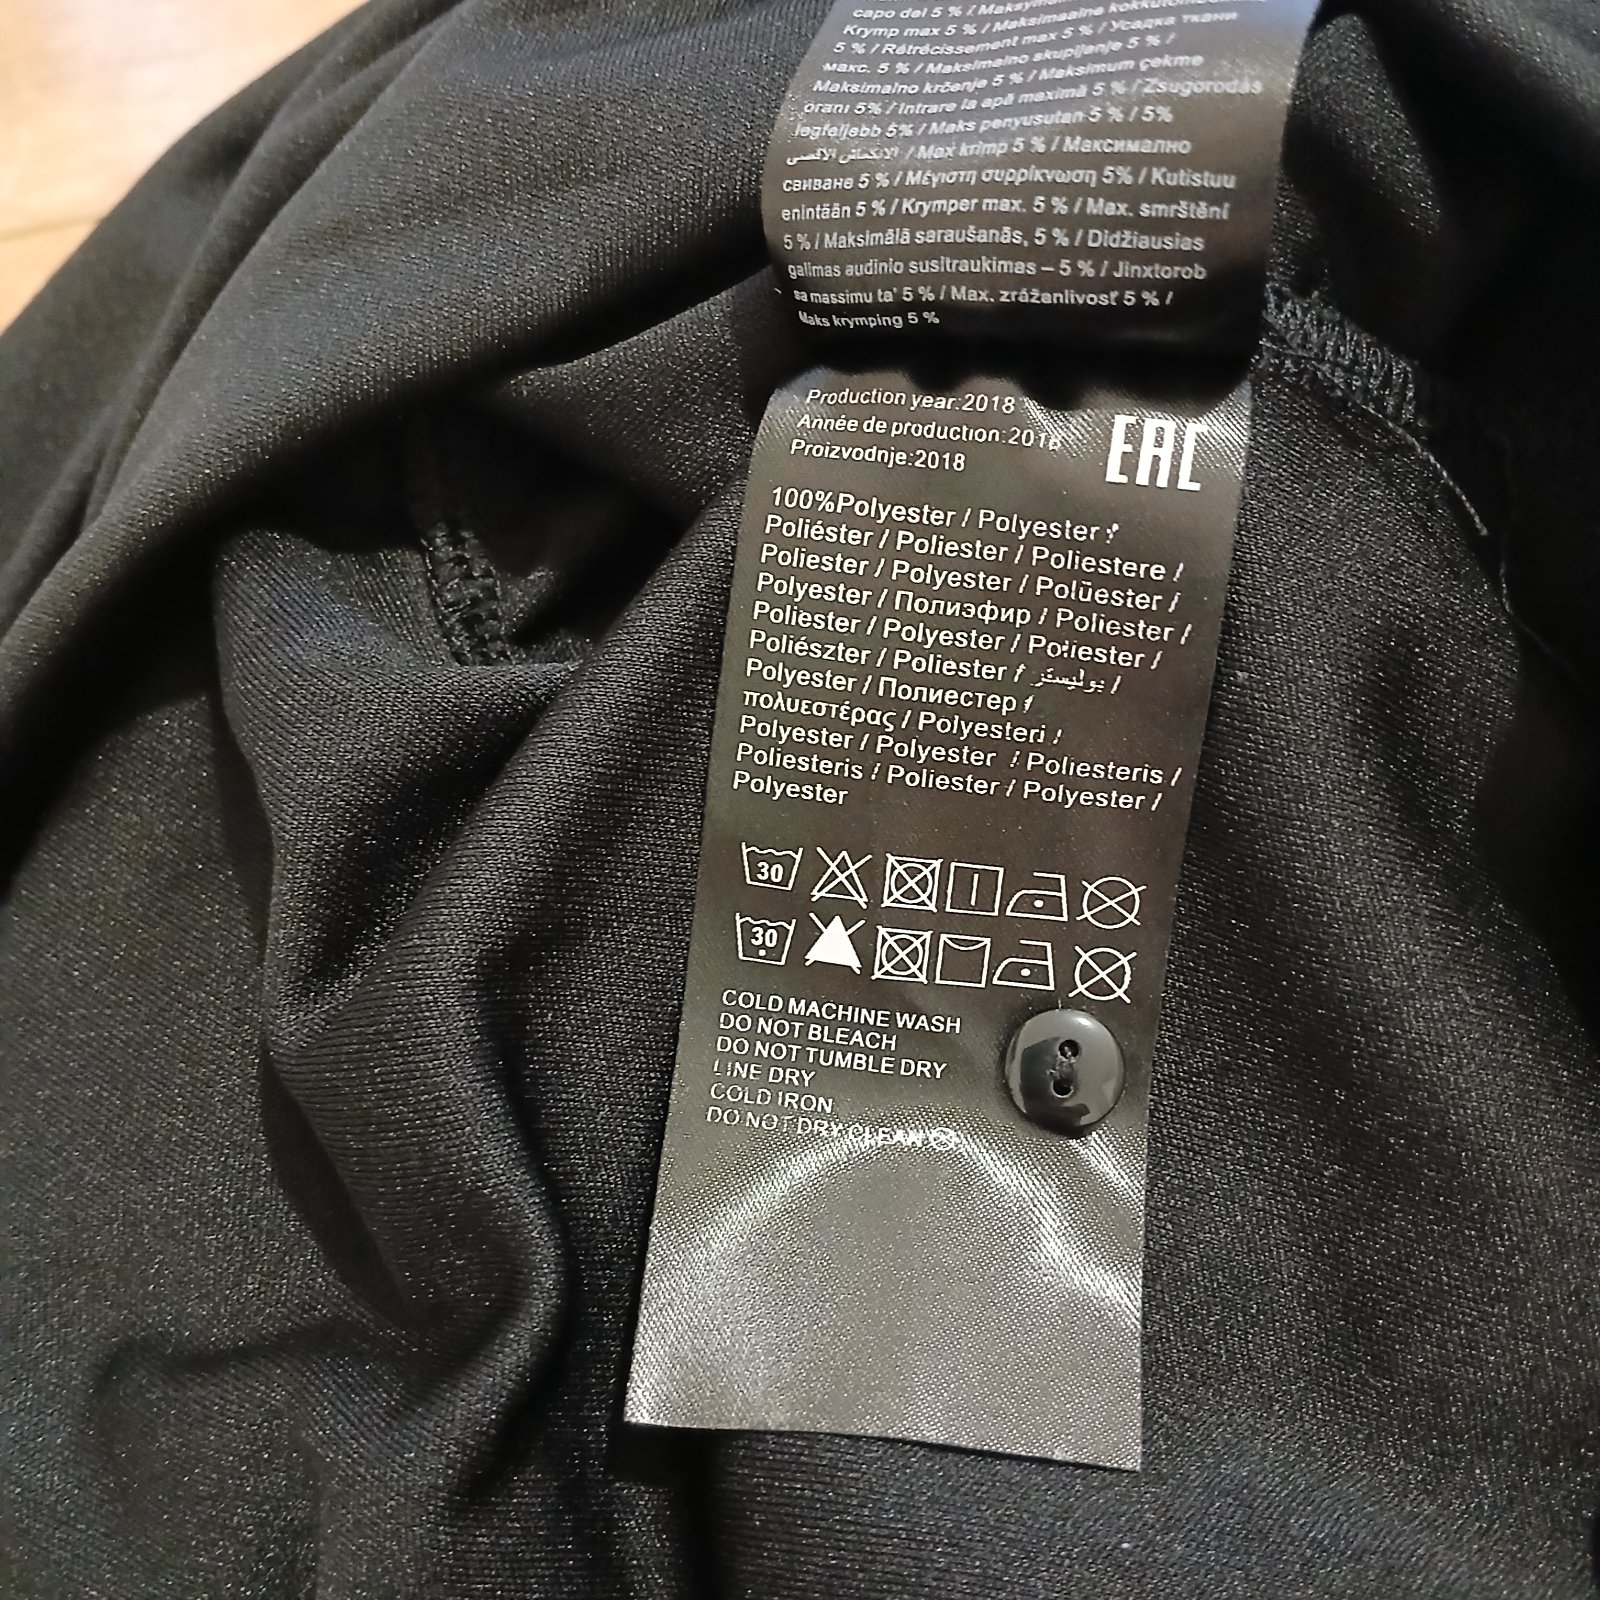 capo del 5 % /
Krymp max 5 % / Maksimaalne
5 % / Rétrécissement max 5 % / Усадка ткани
макс. 5 % / Maksimalno skupljanje 5 % /
Maksimalno krčenje 5 % / Maksimum çekme
oranı 5% / Intrare la apă maximă 5 % / Zsugorodás
legfeljebb 5% / Maks penyusutan 5 % / 5%
الانكماش الأقصى / Max krimp 5 % / Максимално
свиване 5 % / Μέγιστη συρρίκνωση 5% / Kutistuu
enintään 5 % / Krymper max. 5 % / Max. smrštění
5 % / Maksimālā saraušanās, 5 % / Didžiausias
galimas audinio susitraukimas – 5 % / Jinxtorob
sa massimu ta' 5 % / Max. zrážanlivosť 5 % /
Maks krymping 5 %
Production year:2018
Année de production:2018
Proizvodnje:2018
EAC
100%Polyester / Polyester /
Poliéster / Poliester / Poliestere /
Poliester / Polyester / Polüester /
Polyester / Полиэфир / Poliester /
Poliester / Polyester / Poliester /
Poliészter / Poliester / بوليستر /
Polyester / Полиестер /
πολυεστέρας / Polyesteri /
Polyester / Polyester / Poliesteris /
Poliesteris / Poliester / Polyester /
Polyester
30
30
COLD MACHINE WASH
DO NOT BLEACH
DO NOT TUMBLE DRY
LINE DRY
COLD IRON
DO NOT DRY CLEAN